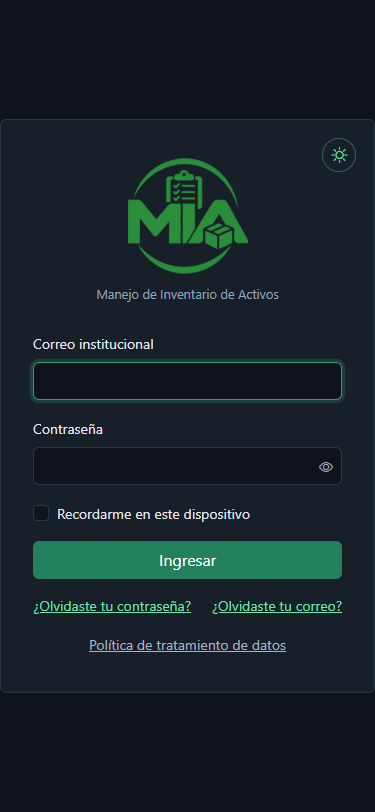 MIA
Manejo de Inventario de Activos
Correo institucional
Contraseña
Recordarme en este dispositivo
Ingresar
¿Olvidaste tu contraseña? ¿Olvidaste tu correo?
Política de tratamiento de datos